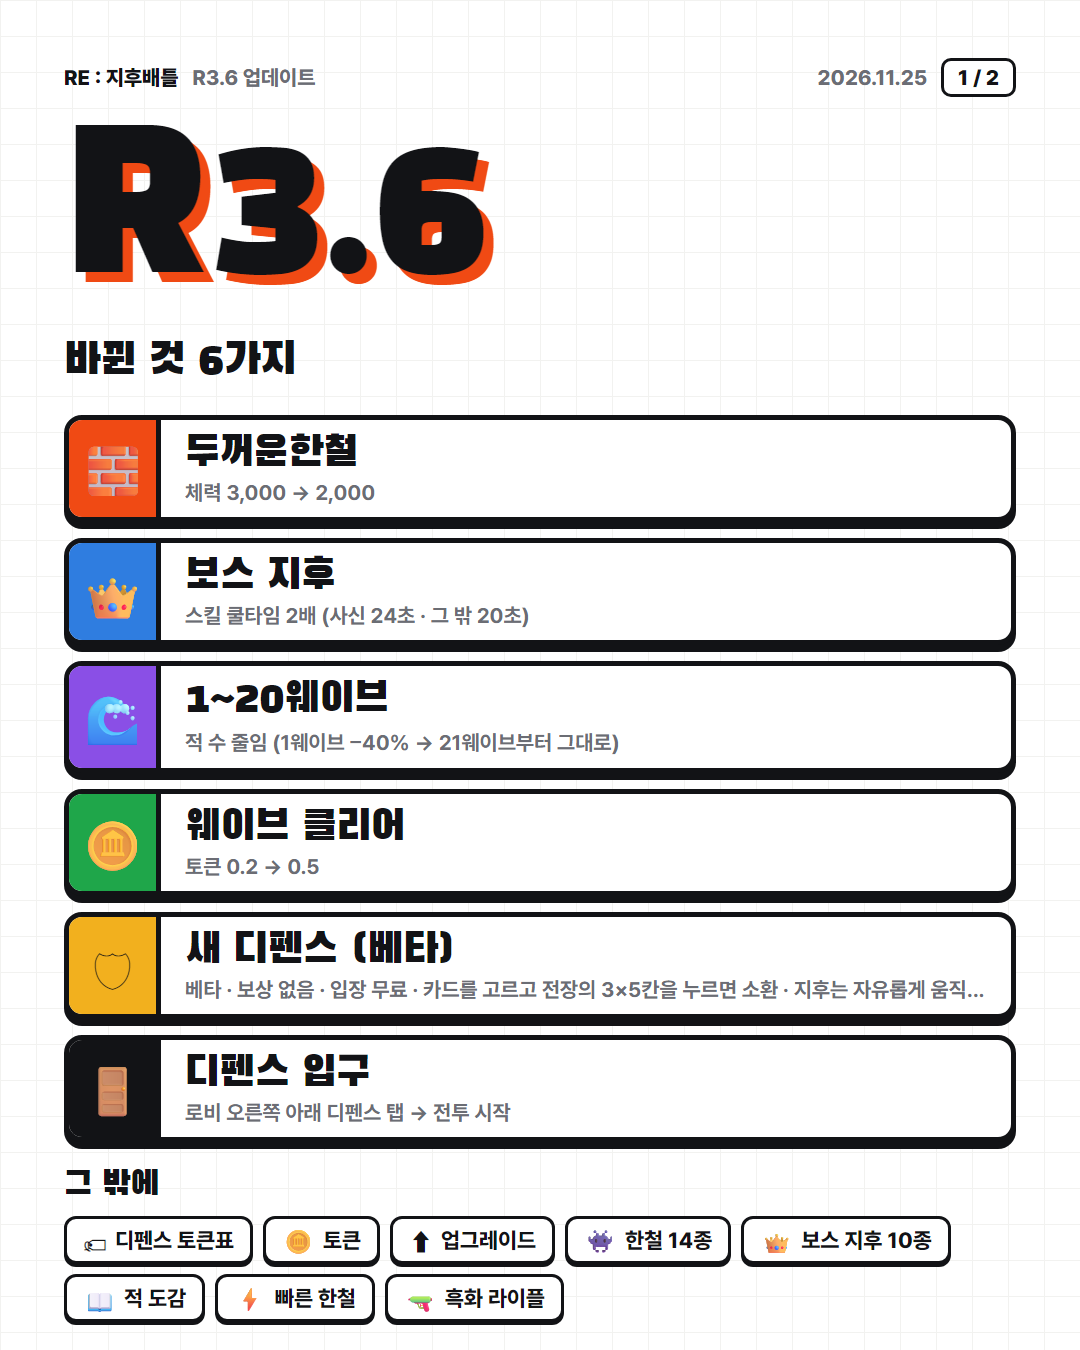 RE : 지후배틀 R3.6 업데이트 2026.11.25 1 / 2
R3.6
바뀐 것 6가지
두꺼운한철
체력 3,000 → 2,000
보스 지후
스킬 쿨타임 2배 (사신 24초 · 그 밖 20초)
1~20웨이브
적 수 줄임 (1웨이브 −40% → 21웨이브부터 그대로)
웨이브 클리어
토큰 0.2 → 0.5
새 디펜스 (베타)
베타 · 보상 없음 · 입장 무료 · 카드를 고르고 전장의 3×5칸을 누르면 소환 · 지후는 자유롭게 움직...
디펜스 입구
로비 오른쪽 아래 디펜스 탭 → 전투 시작
그 밖에
디펜스 토큰표 토큰 업그레이드 한철 14종 보스 지후 10종
적 도감 빠른 한철 흑화 라이플